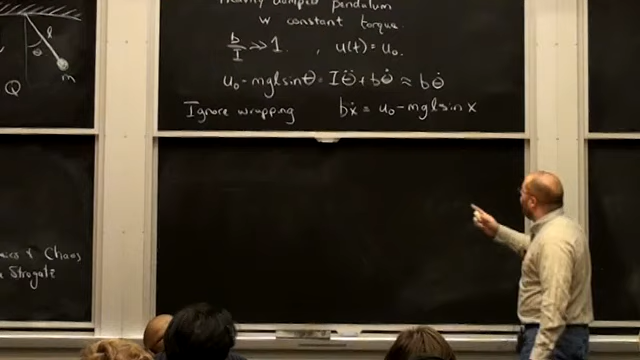 Heavily damped pendulum
w constant torque.
b/I >> 1. , u(t) = u₀.
u₀ - mgl sinθ = Iθ̈ + bθ̇ ≈ bθ̇
Ignore wrapping bẋ = u₀ - mgl sin x
l
θ
m
Q
& Chaos
Strogatz